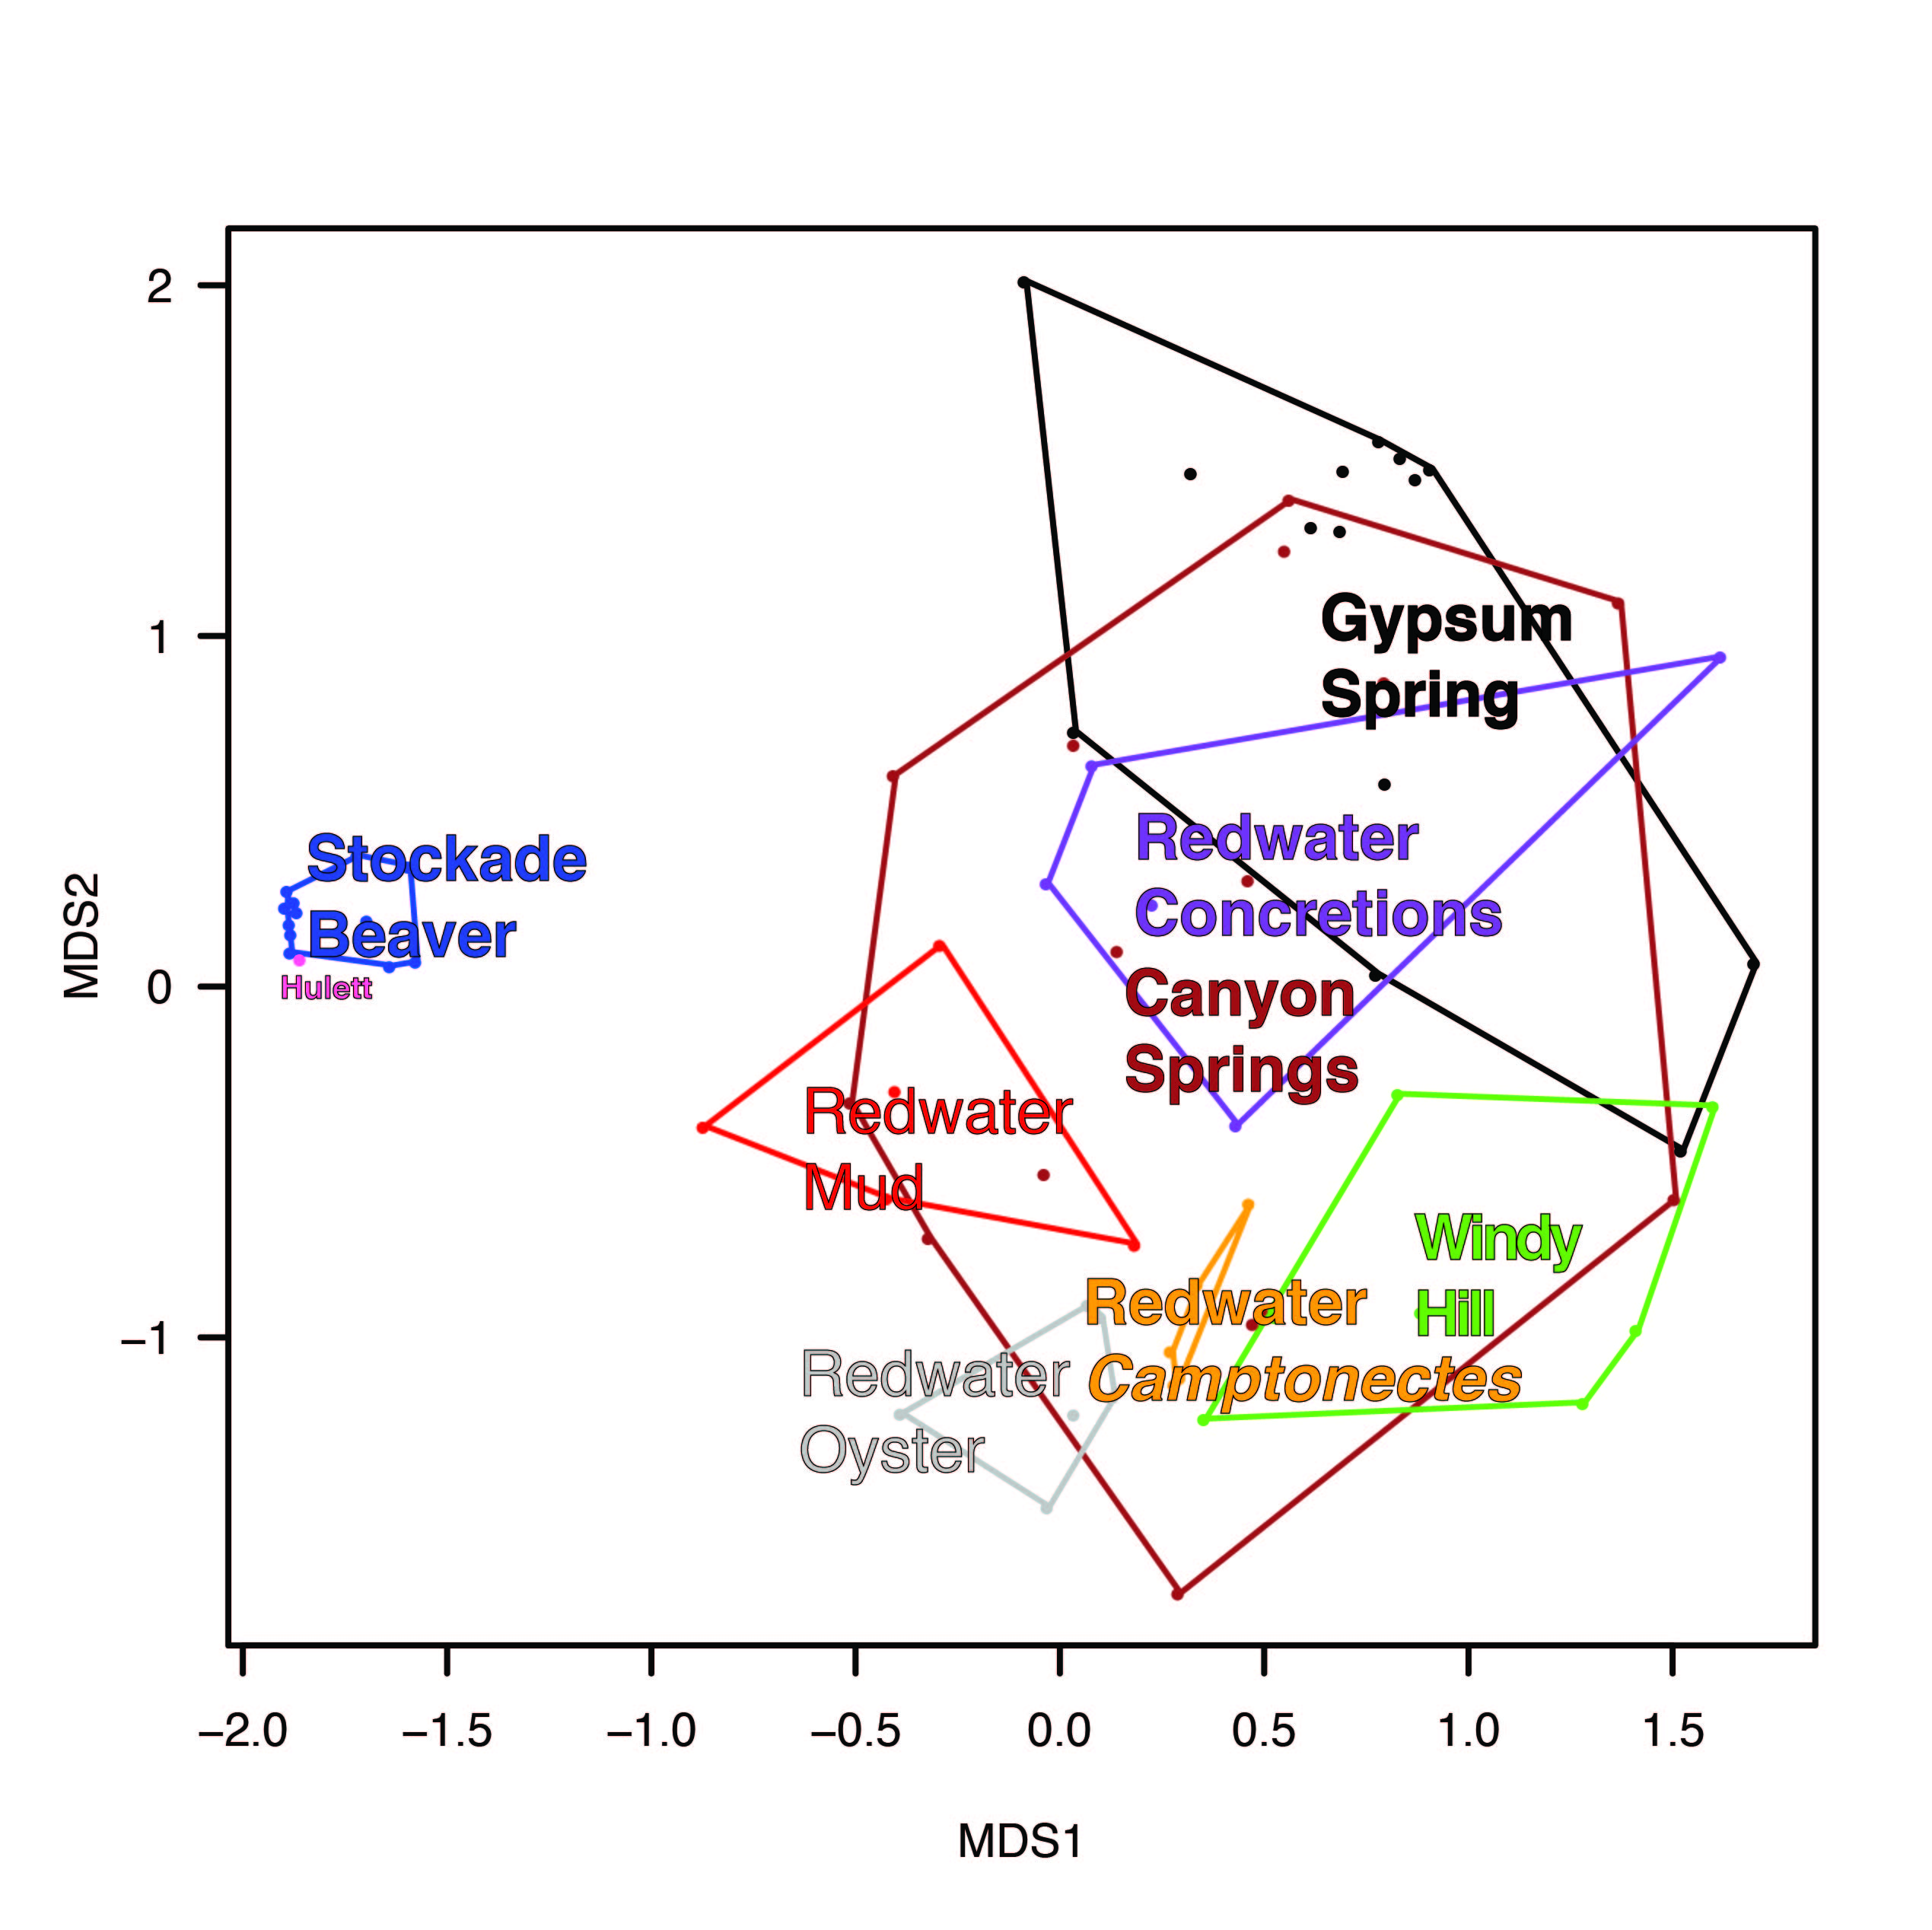 2
1
0
−1
MDS2
Gypsum
Spring
Redwater
Concretions
Stockade
Beaver
Hulett
Canyon
Springs
Redwater
Mud
Windy
Hill
Redwater
Camptonectes
Redwater
Oyster
−2.0 −1.5 −1.0 −0.5 0.0 0.5 1.0 1.5
MDS1